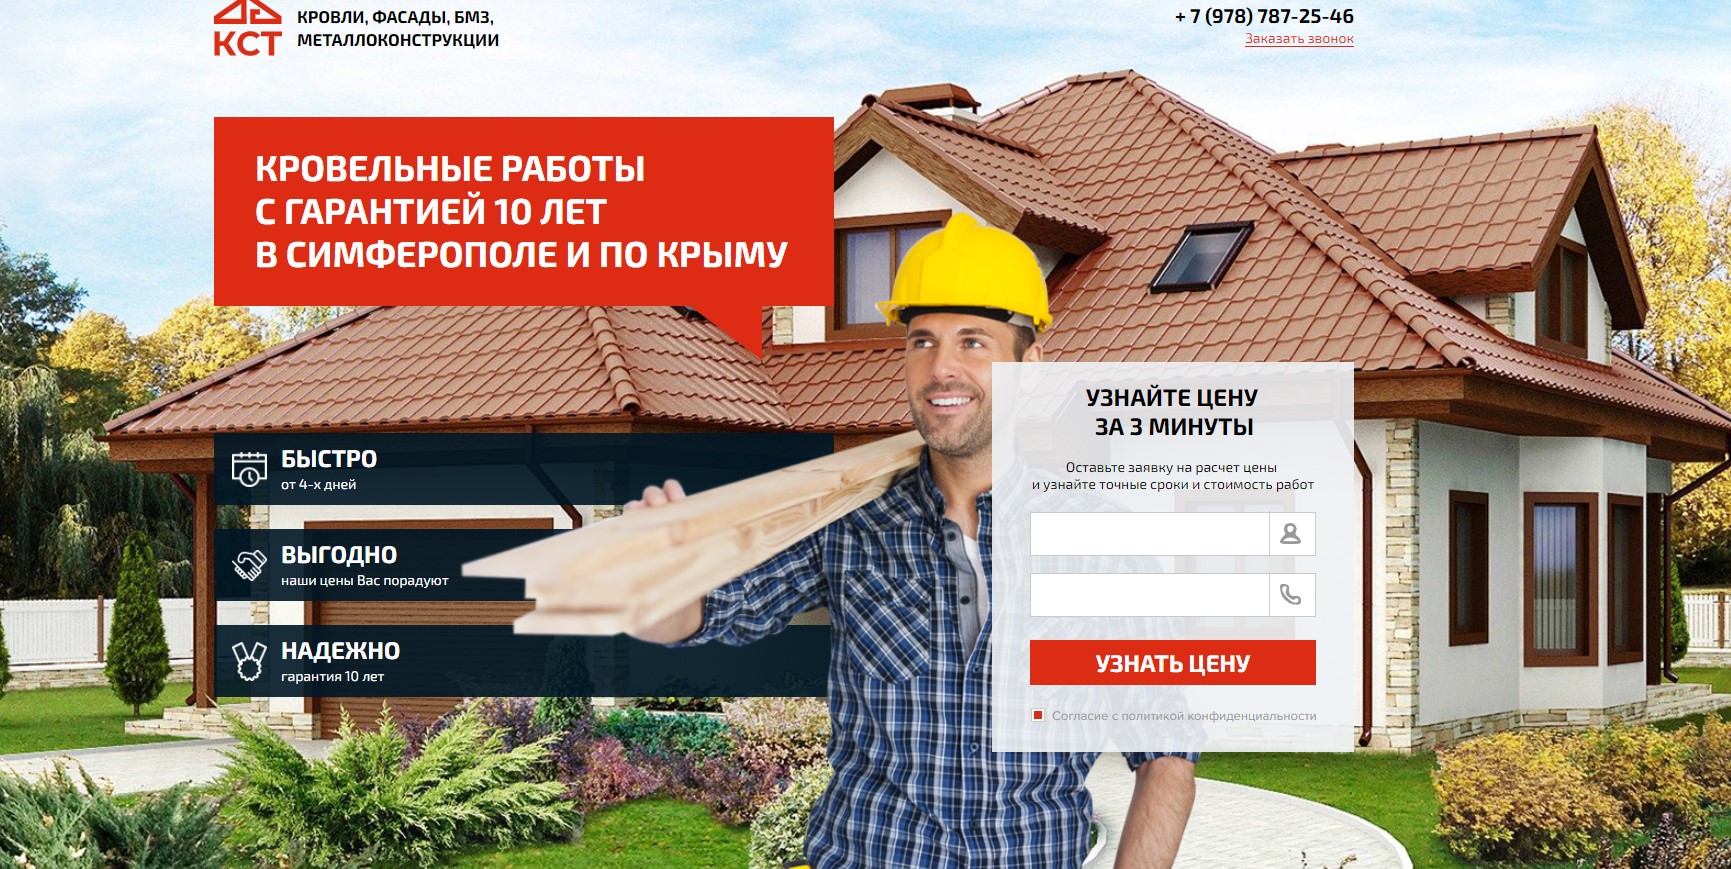 КСТ
КРОВЛИ, ФАСАДЫ, БМЗ,
МЕТАЛЛОКОНСТРУКЦИИ
+ 7 (978) 787-25-46
Заказать звонок
КРОВЕЛЬНЫЕ РАБОТЫ
С ГАРАНТИЕЙ 10 ЛЕТ
В СИМФЕРОПОЛЕ И ПО КРЫМУ
БЫСТРО
от 4-х дней
ВЫГОДНО
наши цены Вас порадуют
НАДЕЖНО
гарантия 10 лет
УЗНАЙТЕ ЦЕНУ
ЗА 3 МИНУТЫ
Оставьте заявку на расчет цены
и узнайте точные сроки и стоимость работ
УЗНАТЬ ЦЕНУ
Согласие с политикой конфиденциальности